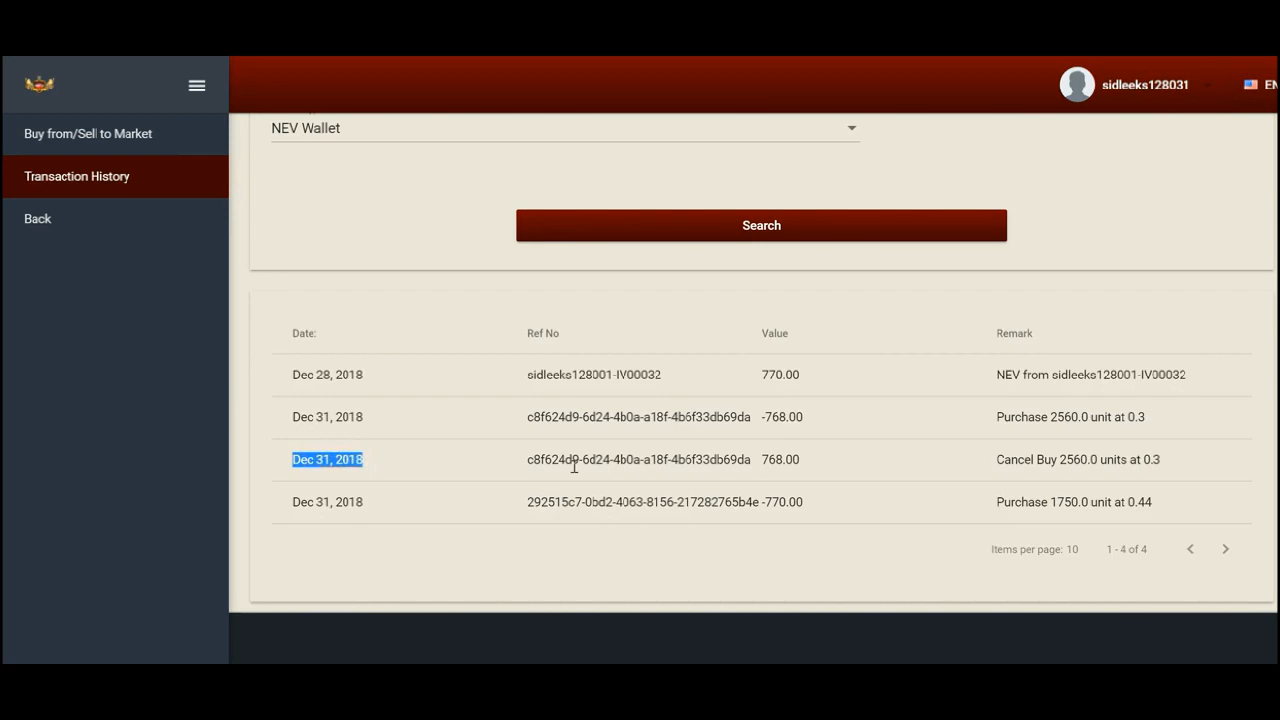 sidleeks128031 EN
Buy from/Sell to Market
Transaction History
Back
NEV Wallet
Search
Date: Ref No Value Remark
Dec 28, 2018 sidleeks128001-IV00032 770.00 NEV from sidleeks128001-IV00032
Dec 31, 2018 c8f624d9-6d24-4b0a-a18f-4b6f33db69da -768.00 Purchase 2560.0 unit at 0.3
Dec 31, 2018 c8f624d9-6d24-4b0a-a18f-4b6f33db69da 768.00 Cancel Buy 2560.0 units at 0.3
Dec 31, 2018 292515c7-0bd2-4063-8156-217282765b4e -770.00 Purchase 1750.0 unit at 0.44
Items per page: 10 1 - 4 of 4